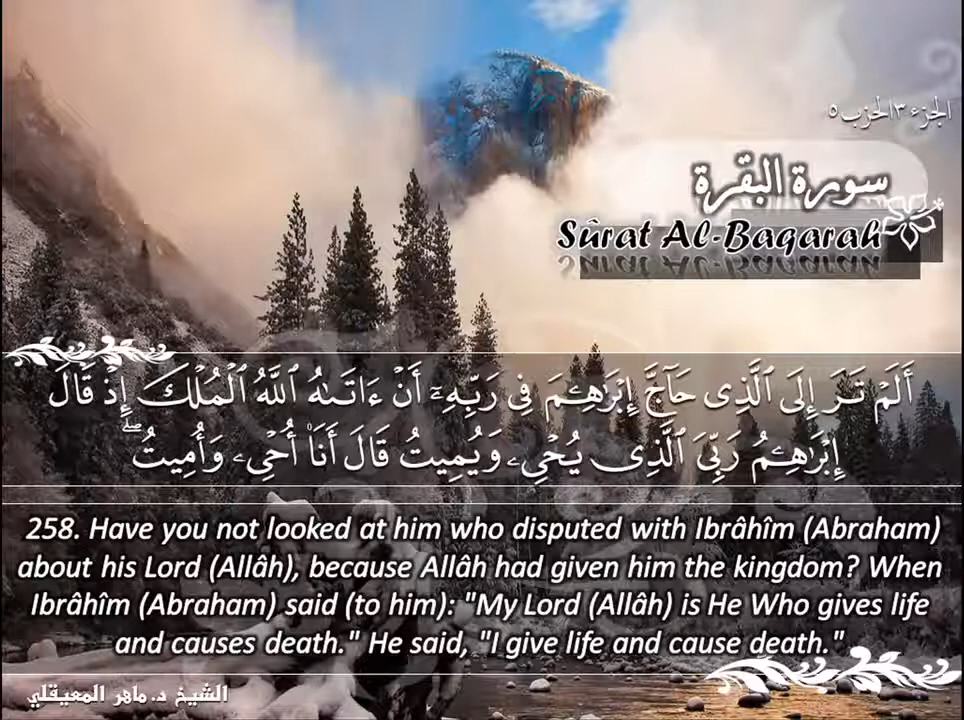 الجزء ٣ الحزب ٥
سورة البقرة
Sûrat Al-Baqarah
أَلَمْ تَرَ إِلَى ٱلَّذِى حَآجَّ إِبْرَٰهِـۧمَ فِى رَبِّهِۦٓ أَنْ ءَاتَىٰهُ ٱللَّهُ ٱلْمُلْكَ إِذْ قَالَ
إِبْرَٰهِـۧمُ رَبِّىَ ٱلَّذِى يُحْىِۦ وَيُمِيتُ قَالَ أَنَا۠ أُحْىِۦ وَأُمِيتُ ۖ
258. Have you not looked at him who disputed with Ibrâhîm (Abraham)
about his Lord (Allâh), because Allâh had given him the kingdom? When
Ibrâhîm (Abraham) said (to him): "My Lord (Allâh) is He Who gives life
and causes death." He said, "I give life and cause death."
الشيخ د. ماهر المعيقلي